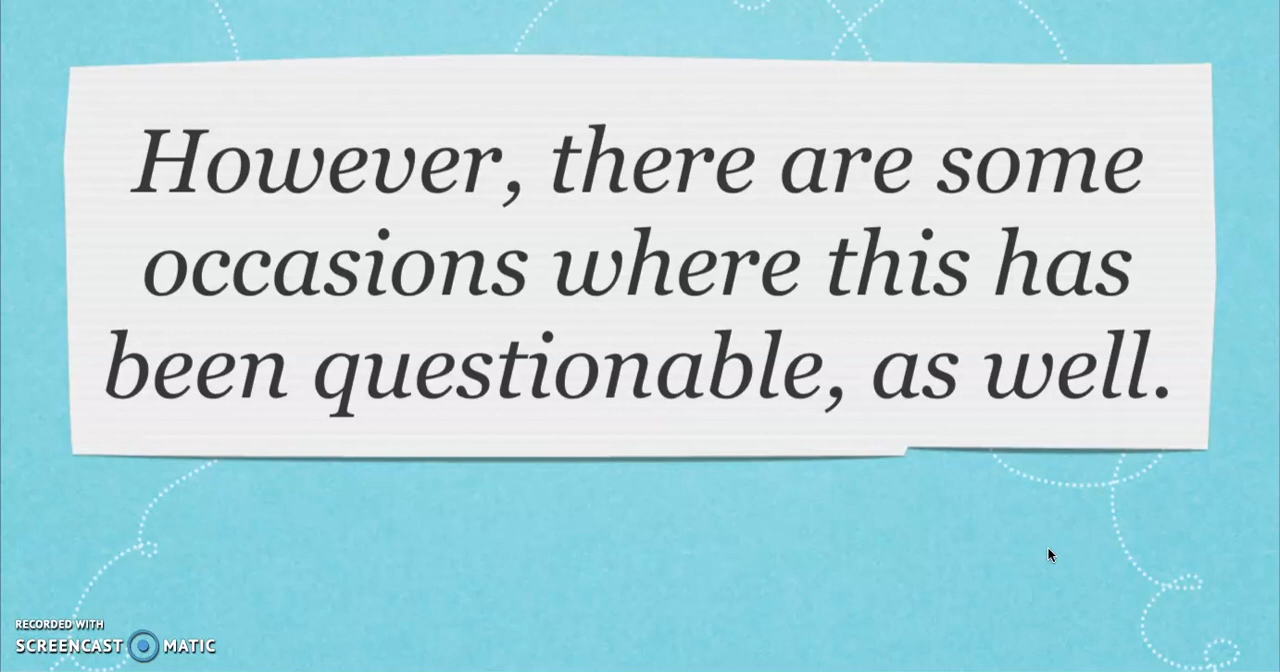 However, there are some
occasions where this has
been questionable, as well.
RECORDED WITH
SCREENCAST MATIC